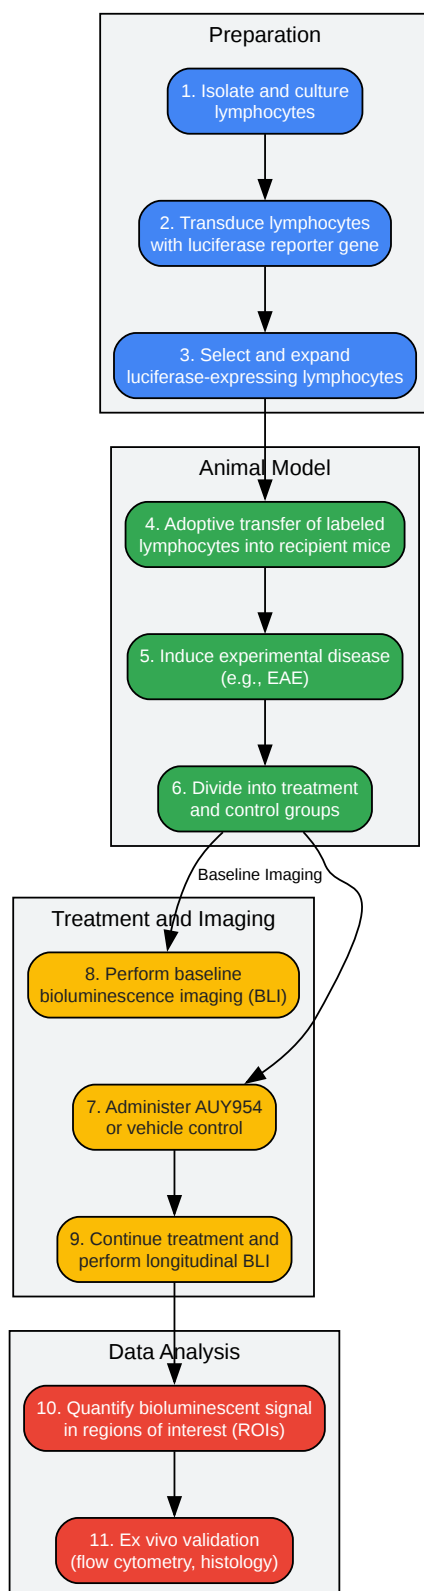 Preparation
1. Isolate and culture
lymphocytes
2. Transduce lymphocytes
with luciferase reporter gene
3. Select and expand
luciferase-expressing lymphocytes
Animal Model
4. Adoptive transfer of labeled
lymphocytes into recipient mice
5. Induce experimental disease
(e.g., EAE)
6. Divide into treatment
and control groups
Baseline Imaging
Treatment and Imaging
8. Perform baseline
bioluminescence imaging (BLI)
7. Administer AUY954
or vehicle control
9. Continue treatment and
perform longitudinal BLI
Data Analysis
10. Quantify bioluminescent signal
in regions of interest (ROIs)
11. Ex vivo validation
(flow cytometry, histology)